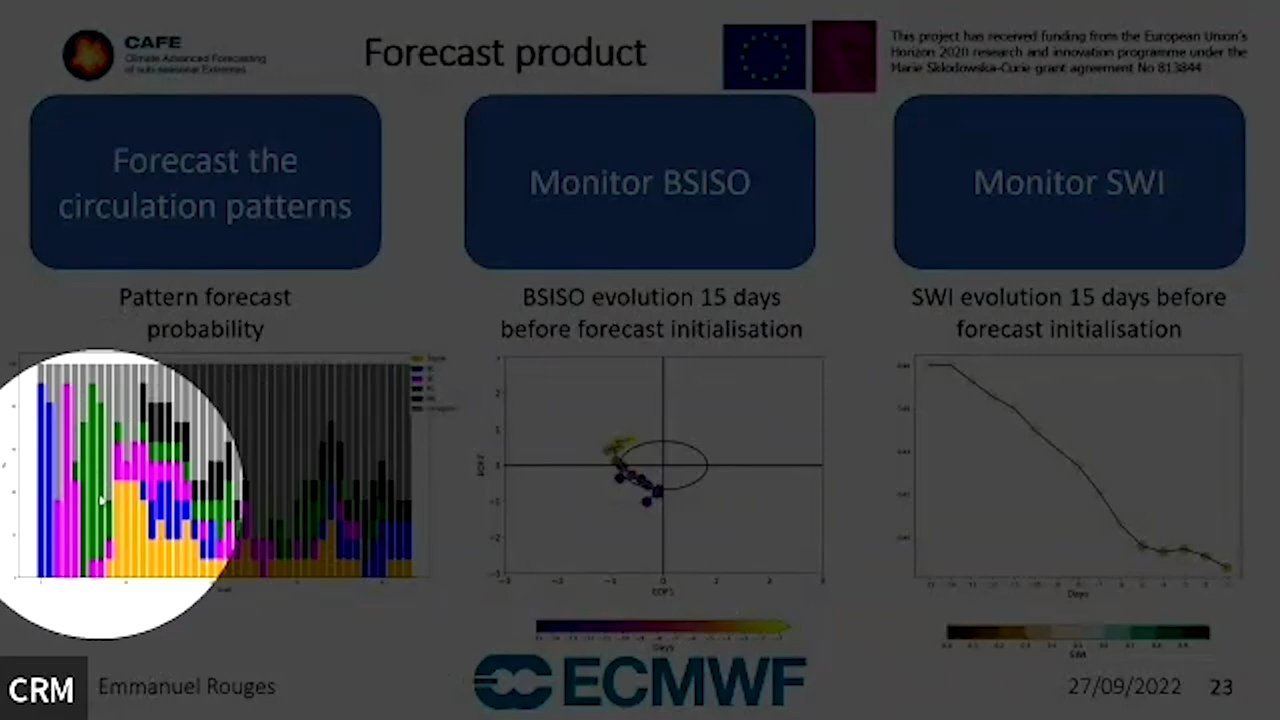 CAFE
Climate Advanced Forecasting
of sub-seasonal Extremes
Forecast product
This project has received funding from the European Union's
Horizon 2020 research and innovation programme under the
Marie Skłodowska-Curie grant agreement No 813844
Forecast the
circulation patterns
Monitor BSISO
Monitor SWI
Pattern forecast
probability
BSISO evolution 15 days
before forecast initialisation
SWI evolution 15 days before
forecast initialisation
EOF1
Days
Days
SWI
ECMWF
CRM
Emmanuel Rouges
27/09/2022
23